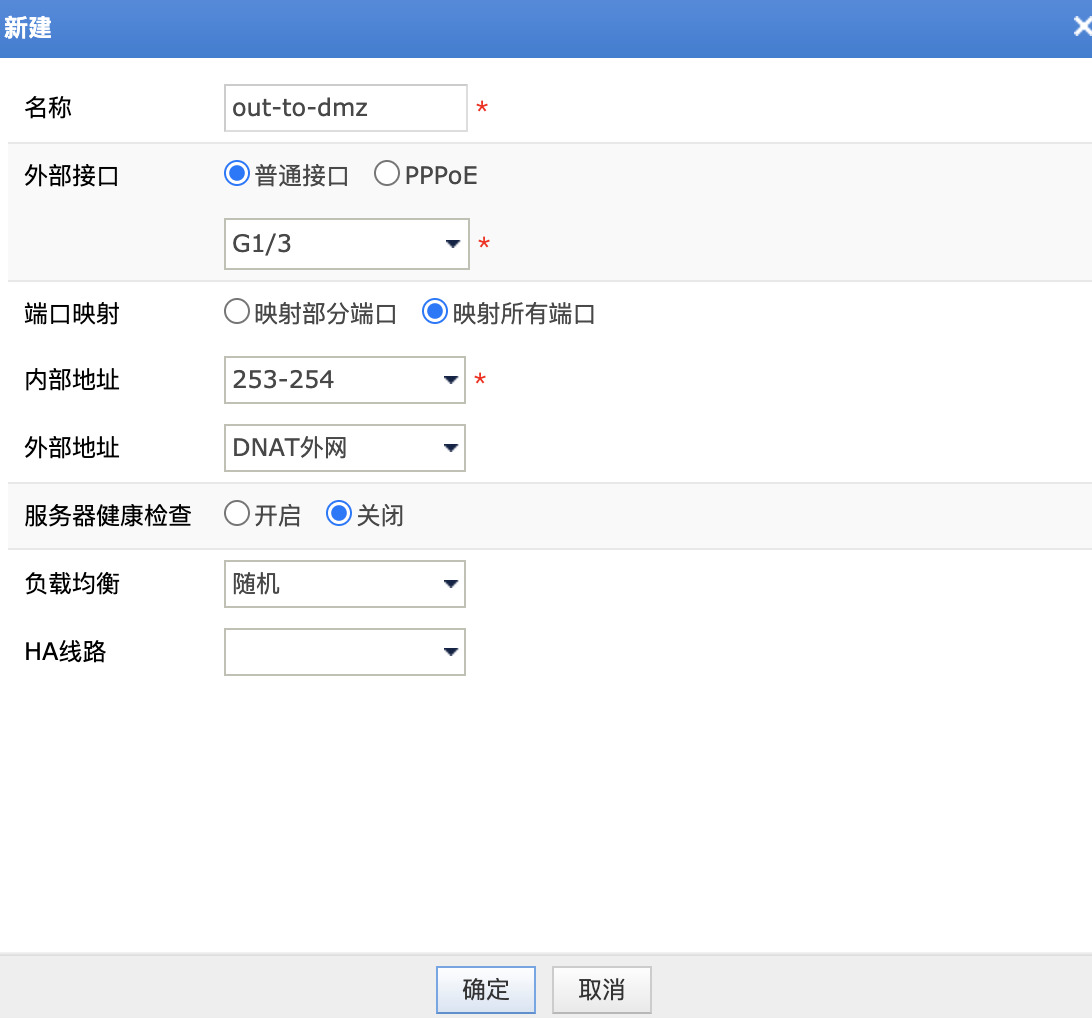 新建
名称 out-to-dmz *
外部接口 普通接口 PPPoE
G1/3 *
端口映射 映射部分端口 映射所有端口
内部地址 253-254 *
外部地址 DNAT外网
服务器健康检查 开启 关闭
负载均衡 随机
HA线路
确定 取消